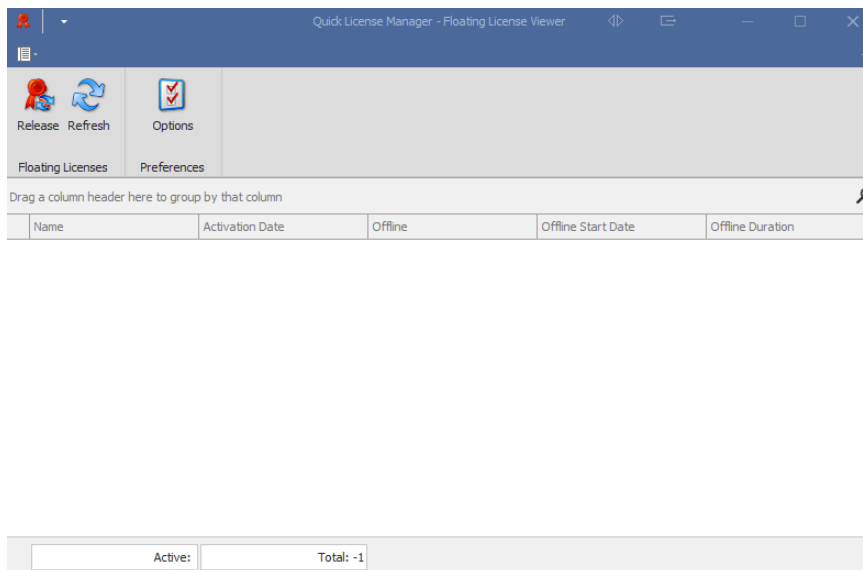 Quick License Manager - Floating License Viewer
Release Refresh Options
Floating Licenses Preferences
Drag a column header here to group by that column
Name Activation Date Offline Offline Start Date Offline Duration
Active: Total: -1